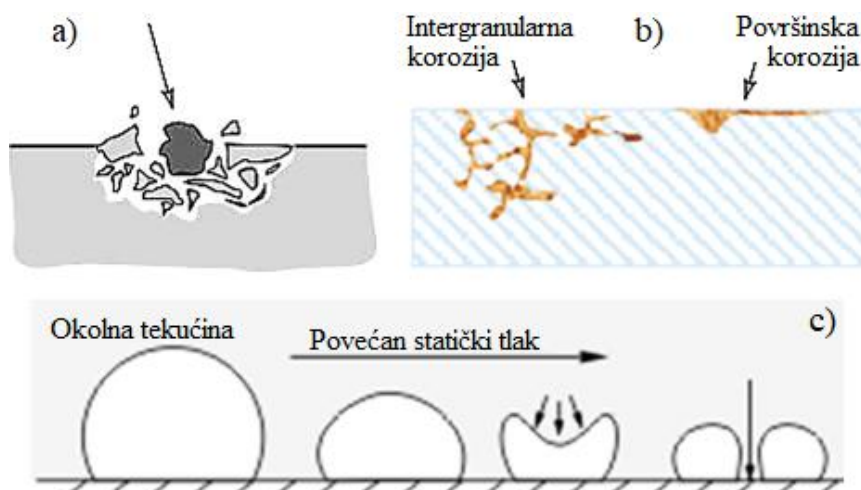 a)
Intergranularna
korozija
b)
Površinska
korozija
c)
Okolna tekućina
Povećan statički tlak